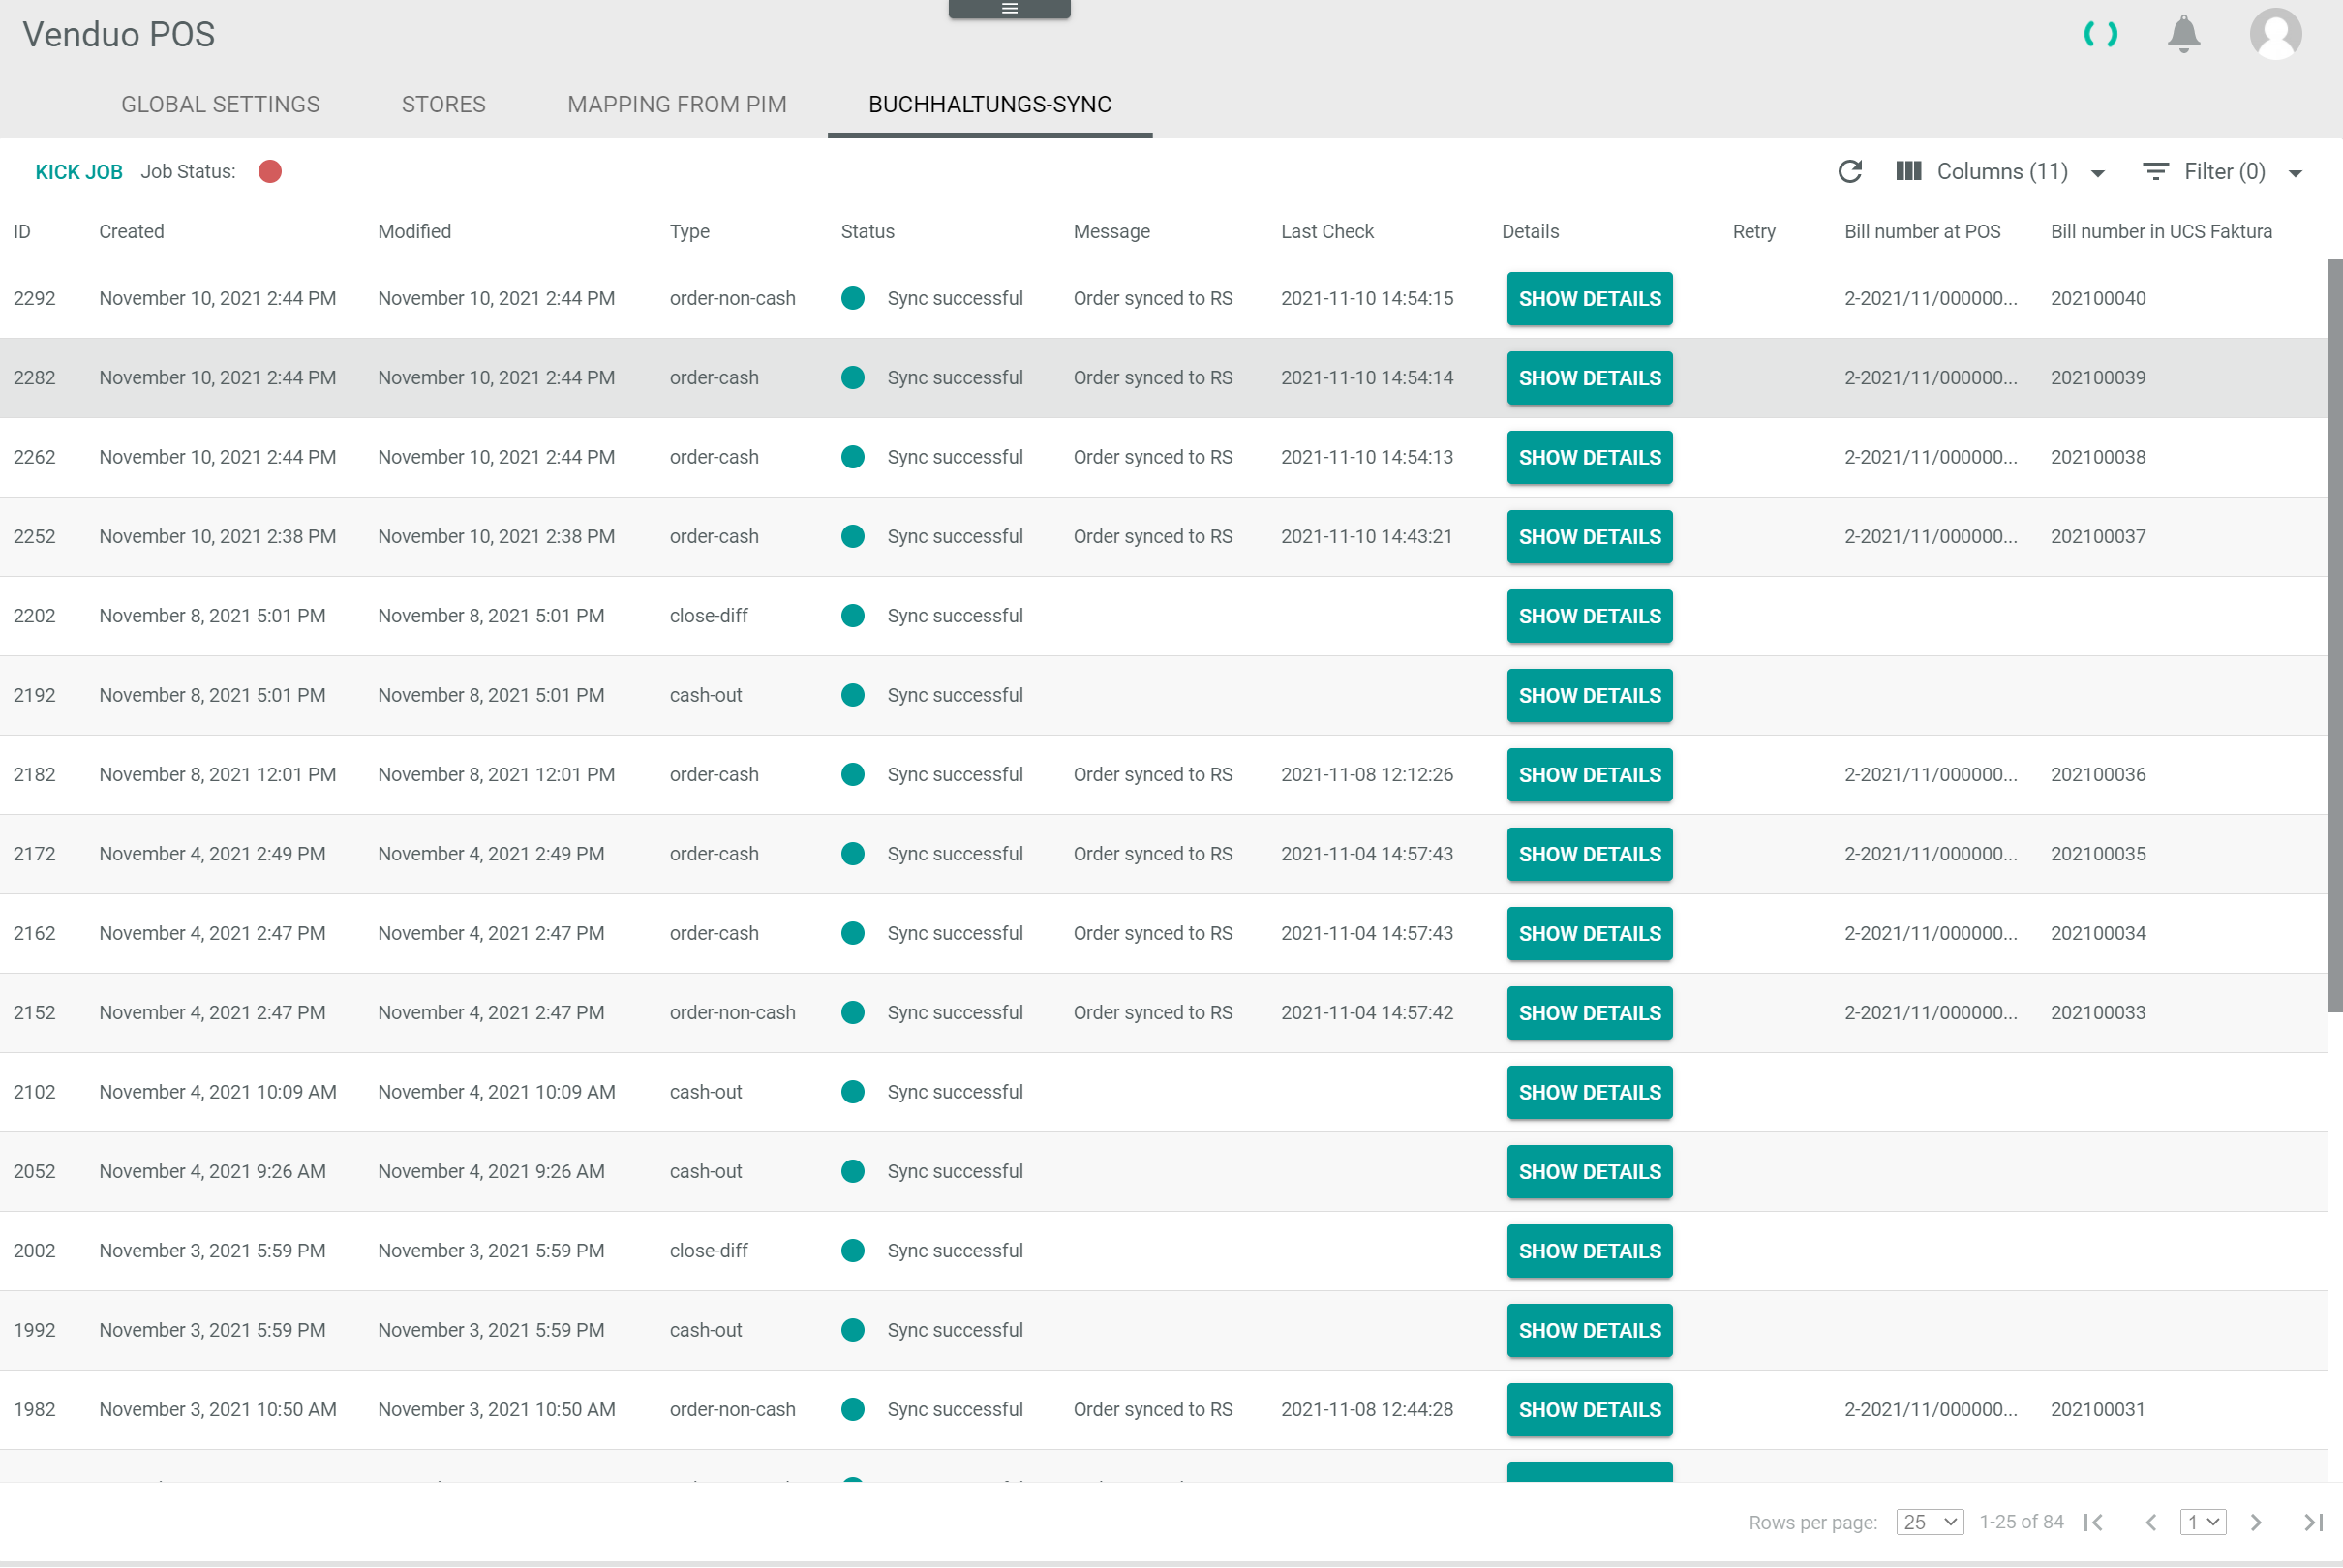 Venduo POS
GLOBAL SETTINGS STORES MAPPING FROM PIM BUCHHALTUNGS-SYNC
KICK JOB Job Status: Columns (11) Filter (0)
ID Created Modified Type Status Message Last Check Details Retry Bill number at POS Bill number in UCS Faktura
2292 November 10, 2021 2:44 PM November 10, 2021 2:44 PM order-non-cash Sync successful Order synced to RS 2021-11-10 14:54:15 SHOW DETAILS 2-2021/11/000000... 202100040
2282 November 10, 2021 2:44 PM November 10, 2021 2:44 PM order-cash Sync successful Order synced to RS 2021-11-10 14:54:14 SHOW DETAILS 2-2021/11/000000... 202100039
2262 November 10, 2021 2:44 PM November 10, 2021 2:44 PM order-cash Sync successful Order synced to RS 2021-11-10 14:54:13 SHOW DETAILS 2-2021/11/000000... 202100038
2252 November 10, 2021 2:38 PM November 10, 2021 2:38 PM order-cash Sync successful Order synced to RS 2021-11-10 14:43:21 SHOW DETAILS 2-2021/11/000000... 202100037
2202 November 8, 2021 5:01 PM November 8, 2021 5:01 PM close-diff Sync successful SHOW DETAILS
2192 November 8, 2021 5:01 PM November 8, 2021 5:01 PM cash-out Sync successful SHOW DETAILS
2182 November 8, 2021 12:01 PM November 8, 2021 12:01 PM order-cash Sync successful Order synced to RS 2021-11-08 12:12:26 SHOW DETAILS 2-2021/11/000000... 202100036
2172 November 4, 2021 2:49 PM November 4, 2021 2:49 PM order-cash Sync successful Order synced to RS 2021-11-04 14:57:43 SHOW DETAILS 2-2021/11/000000... 202100035
2162 November 4, 2021 2:47 PM November 4, 2021 2:47 PM order-cash Sync successful Order synced to RS 2021-11-04 14:57:43 SHOW DETAILS 2-2021/11/000000... 202100034
2152 November 4, 2021 2:47 PM November 4, 2021 2:47 PM order-non-cash Sync successful Order synced to RS 2021-11-04 14:57:42 SHOW DETAILS 2-2021/11/000000... 202100033
2102 November 4, 2021 10:09 AM November 4, 2021 10:09 AM cash-out Sync successful SHOW DETAILS
2052 November 4, 2021 9:26 AM November 4, 2021 9:26 AM cash-out Sync successful SHOW DETAILS
2002 November 3, 2021 5:59 PM November 3, 2021 5:59 PM close-diff Sync successful SHOW DETAILS
1992 November 3, 2021 5:59 PM November 3, 2021 5:59 PM cash-out Sync successful SHOW DETAILS
1982 November 3, 2021 10:50 AM November 3, 2021 10:50 AM order-non-cash Sync successful Order synced to RS 2021-11-08 12:44:28 SHOW DETAILS 2-2021/11/000000... 202100031
Rows per page: 25 1-25 of 84 1